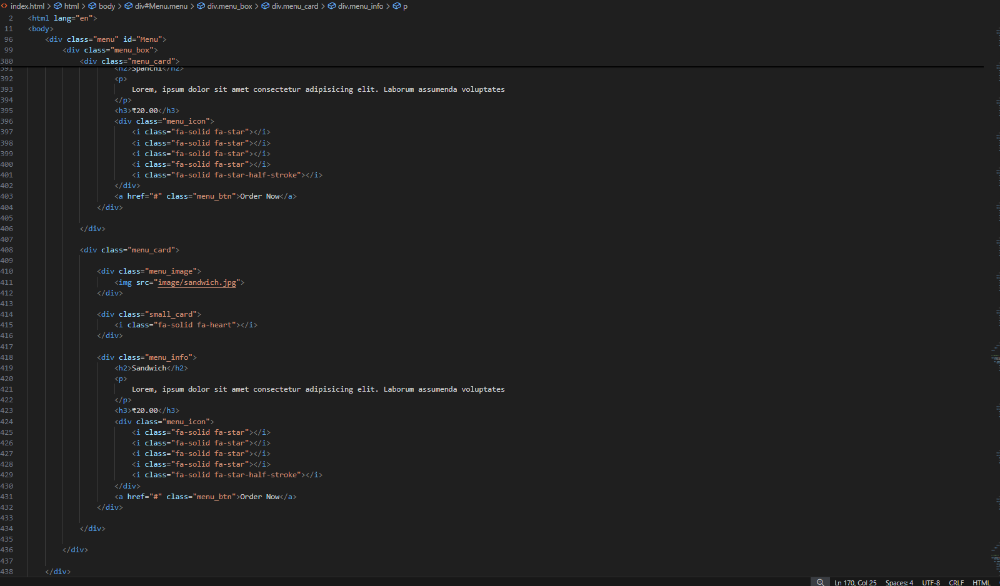 index.html > html > body > div#Menu.menu > div.menu_box > div.menu_card > div.menu_info > p
2 <html lang="en">
11 <body>
96 <div class="menu" id="Menu">
99 <div class="menu_box">
380 <div class="menu_card">
391 <h2>Spanchi</h2>
392 <p>
393 Lorem, ipsum dolor sit amet consectetur adipisicing elit. Laborum assumenda voluptates
394 </p>
395 <h3>₹20.00</h3>
396 <div class="menu_icon">
397 <i class="fa-solid fa-star"></i>
398 <i class="fa-solid fa-star"></i>
399 <i class="fa-solid fa-star"></i>
400 <i class="fa-solid fa-star"></i>
401 <i class="fa-solid fa-star-half-stroke"></i>
402 </div>
403 <a href="#" class="menu_btn">Order Now</a>
404 </div>
405
406 </div>
407
408 <div class="menu_card">
409
410 <div class="menu_image">
411 <img src="image/sandwich.jpg">
412 </div>
413
414 <div class="small_card">
415 <i class="fa-solid fa-heart"></i>
416 </div>
417
418 <div class="menu_info">
419 <h2>Sandwich</h2>
420 <p>
421 Lorem, ipsum dolor sit amet consectetur adipisicing elit. Laborum assumenda voluptates
422 </p>
423 <h3>₹20.00</h3>
424 <div class="menu_icon">
425 <i class="fa-solid fa-star"></i>
426 <i class="fa-solid fa-star"></i>
427 <i class="fa-solid fa-star"></i>
428 <i class="fa-solid fa-star"></i>
429 <i class="fa-solid fa-star-half-stroke"></i>
430 </div>
431 <a href="#" class="menu_btn">Order Now</a>
432 </div>
433
434 </div>
435
436 </div>
437
438 </div>
Ln 170, Col 25 Spaces: 4 UTF-8 CRLF HTML